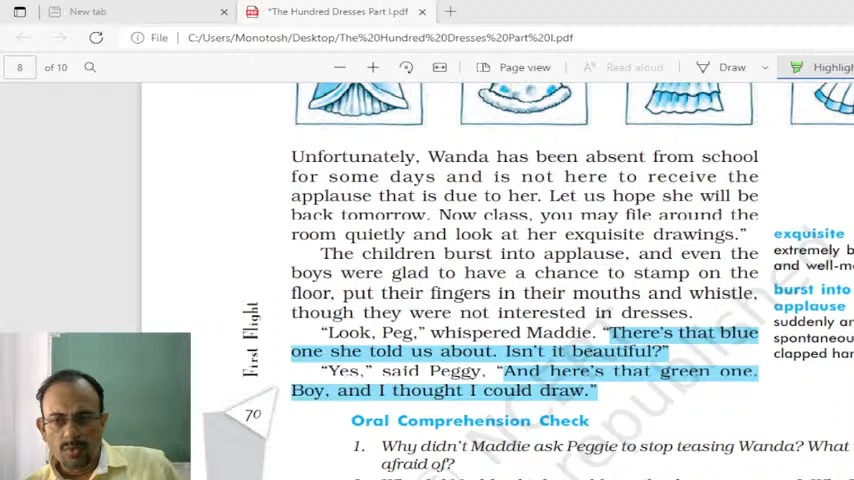 New tab
"The Hundred Dresses Part I.pdf
File C:/Users/Monotosh/Desktop/The%20Hundred%20Dresses%20Part%20I.pdf
8 of 10 Page view Read aloud Draw Highligh
Unfortunately, Wanda has been absent from school
for some days and is not here to receive the
applause that is due to her. Let us hope she will be
back tomorrow. Now class, you may file around the
room quietly and look at her exquisite drawings."
The children burst into applause, and even the
boys were glad to have a chance to stamp on the
floor, put their fingers in their mouths and whistle,
though they were not interested in dresses.
"Look, Peg," whispered Maddie. "There's that blue
one she told us about. Isn't it beautiful?"
"Yes," said Peggy, "And here's that green one.
Boy, and I thought I could draw."
exquisite
extremely b
and well-m
burst into
applause
suddenly an
spontaneou
clapped han
First Flight
70
Oral Comprehension Check
1. Why didn't Maddie ask Peggie to stop teasing Wanda? What
afraid of?
republished